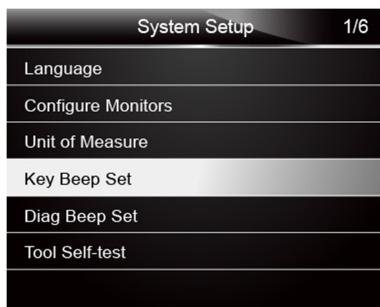 System Setup 1/6
Language
Configure Monitors
Unit of Measure
Key Beep Set
Diag Beep Set
Tool Self-test